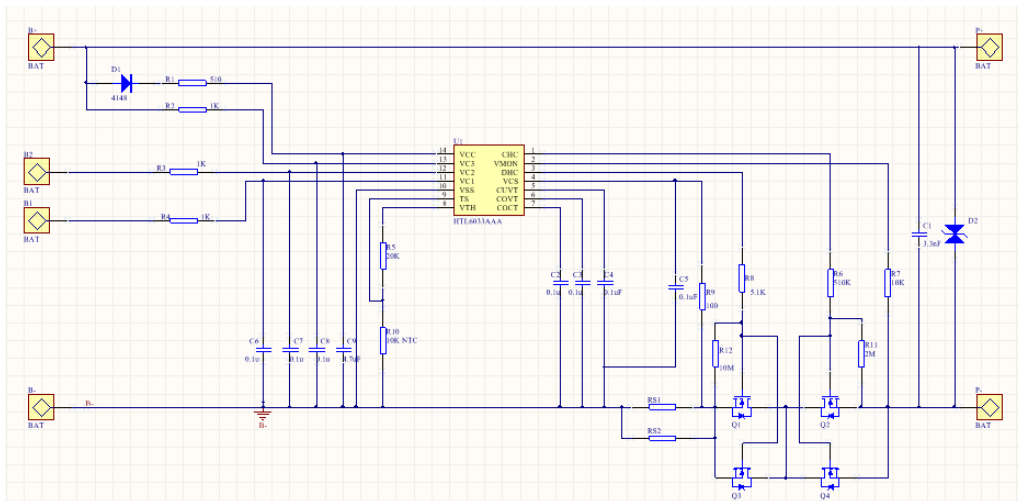 B+
BAT
P+
BAT
D1
4148
R1
510
R2
1K
B2
BAT
R3
1K
B1
BAT
R4
1K
U1
14
VCC
CHC
1
13
VC3
VMON
2
12
VC2
DHC
3
11
VC1
VCS
4
10
VSS
CUVT
5
9
TS
COVT
6
8
VTH
COCT
7
HTL6033AAA
C1
3.3nF
D2
R5
20K
R10
10K NTC
C2
0.1u
C3
0.1u
C4
0.1uF
C5
0.1uF
R9
100
R8
5.1K
R6
510K
R7
10K
R12
10M
R11
2M
C6
0.1u
C7
0.1u
C8
0.1u
C9
B-
BAT
B-
B-
RS1
RS2
Q1
Q2
Q3
Q4
P-
BAT